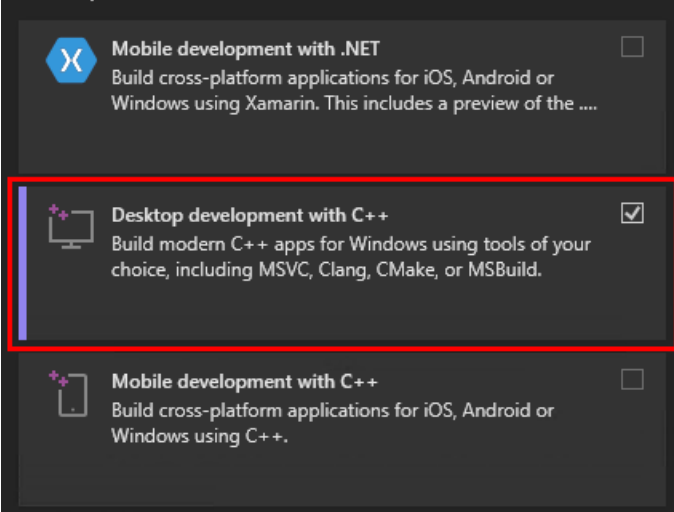 Mobile development with .NET
Build cross-platform applications for iOS, Android or
Windows using Xamarin. This includes a preview of the ....
Desktop development with C++
Build modern C++ apps for Windows using tools of your
choice, including MSVC, Clang, CMake, or MSBuild.
Mobile development with C++
Build cross-platform applications for iOS, Android or
Windows using C++.